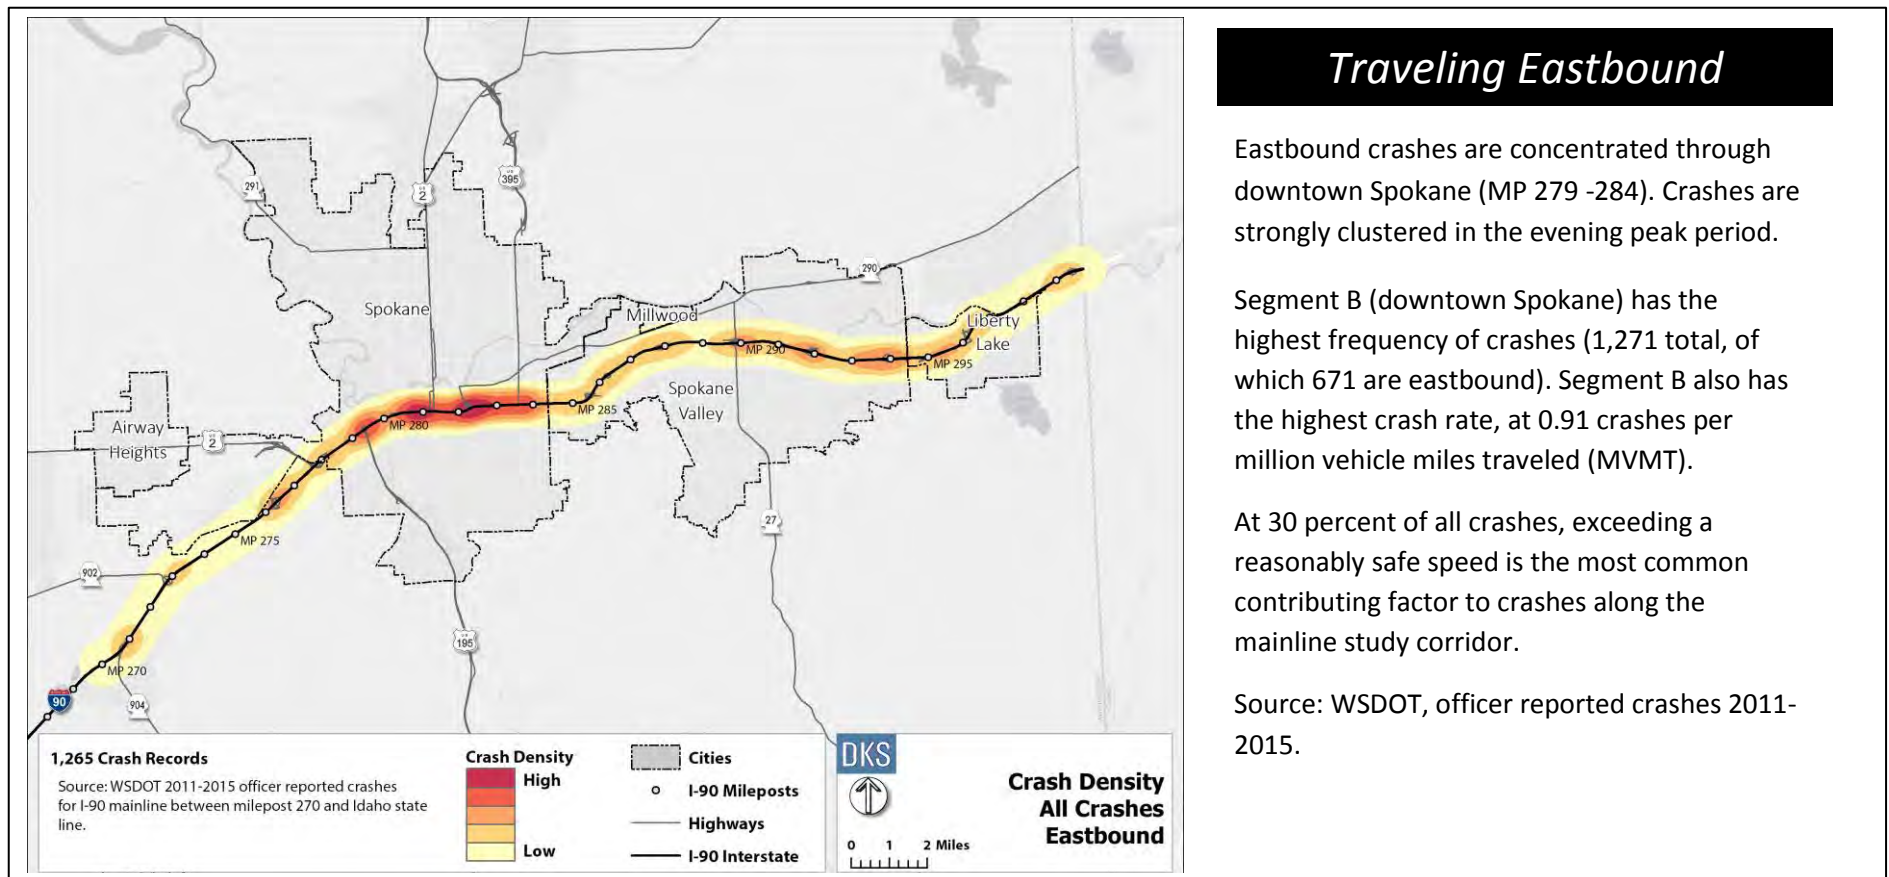 291
US
2
US
395
290
Spokane
Millwood
Liberty
Lake
MP 290
MP 295
Spokane
Valley
MP 285
MP 280
Airway
Heights
US
2
27
MP 275
902
US
195
MP 270
90
904
1,265 Crash Records
Source: WSDOT 2011-2015 officer reported crashes
for I-90 mainline between milepost 270 and Idaho state
line.
Crash Density
High
Low
Cities
I-90 Mileposts
Highways
I-90 Interstate
DKS
0 1 2 Miles
Crash Density
All Crashes
Eastbound
Traveling Eastbound
Eastbound crashes are concentrated through
downtown Spokane (MP 279 -284). Crashes are
strongly clustered in the evening peak period.
Segment B (downtown Spokane) has the
highest frequency of crashes (1,271 total, of
which 671 are eastbound). Segment B also has
the highest crash rate, at 0.91 crashes per
million vehicle miles traveled (MVMT).
At 30 percent of all crashes, exceeding a
reasonably safe speed is the most common
contributing factor to crashes along the
mainline study corridor.
Source: WSDOT, officer reported crashes 2011-
2015.